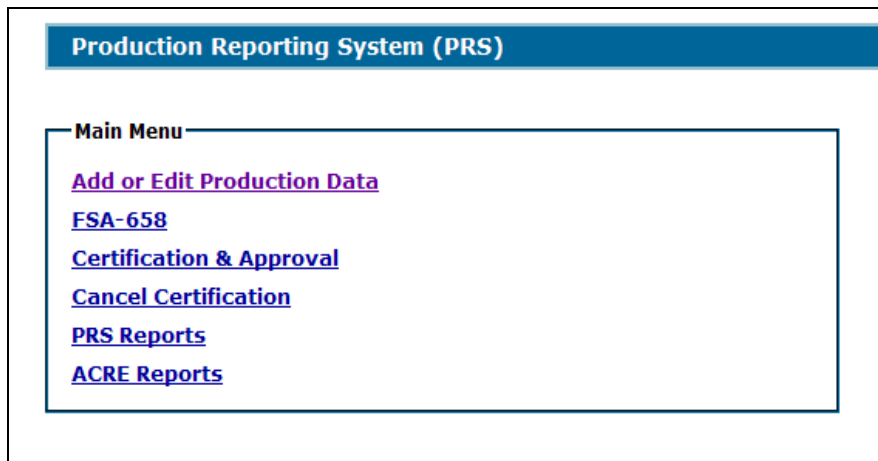 Production Reporting System (PRS)
Main Menu
Add or Edit Production Data
FSA-658
Certification & Approval
Cancel Certification
PRS Reports
ACRE Reports